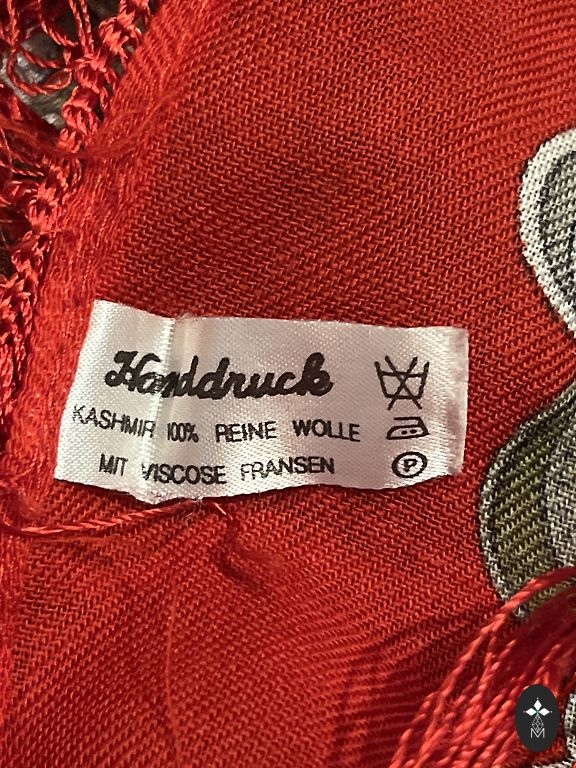 Handdruck
KASHMIR 100% REINE WOLLE
MIT VISCOSE FRANSEN
P
M